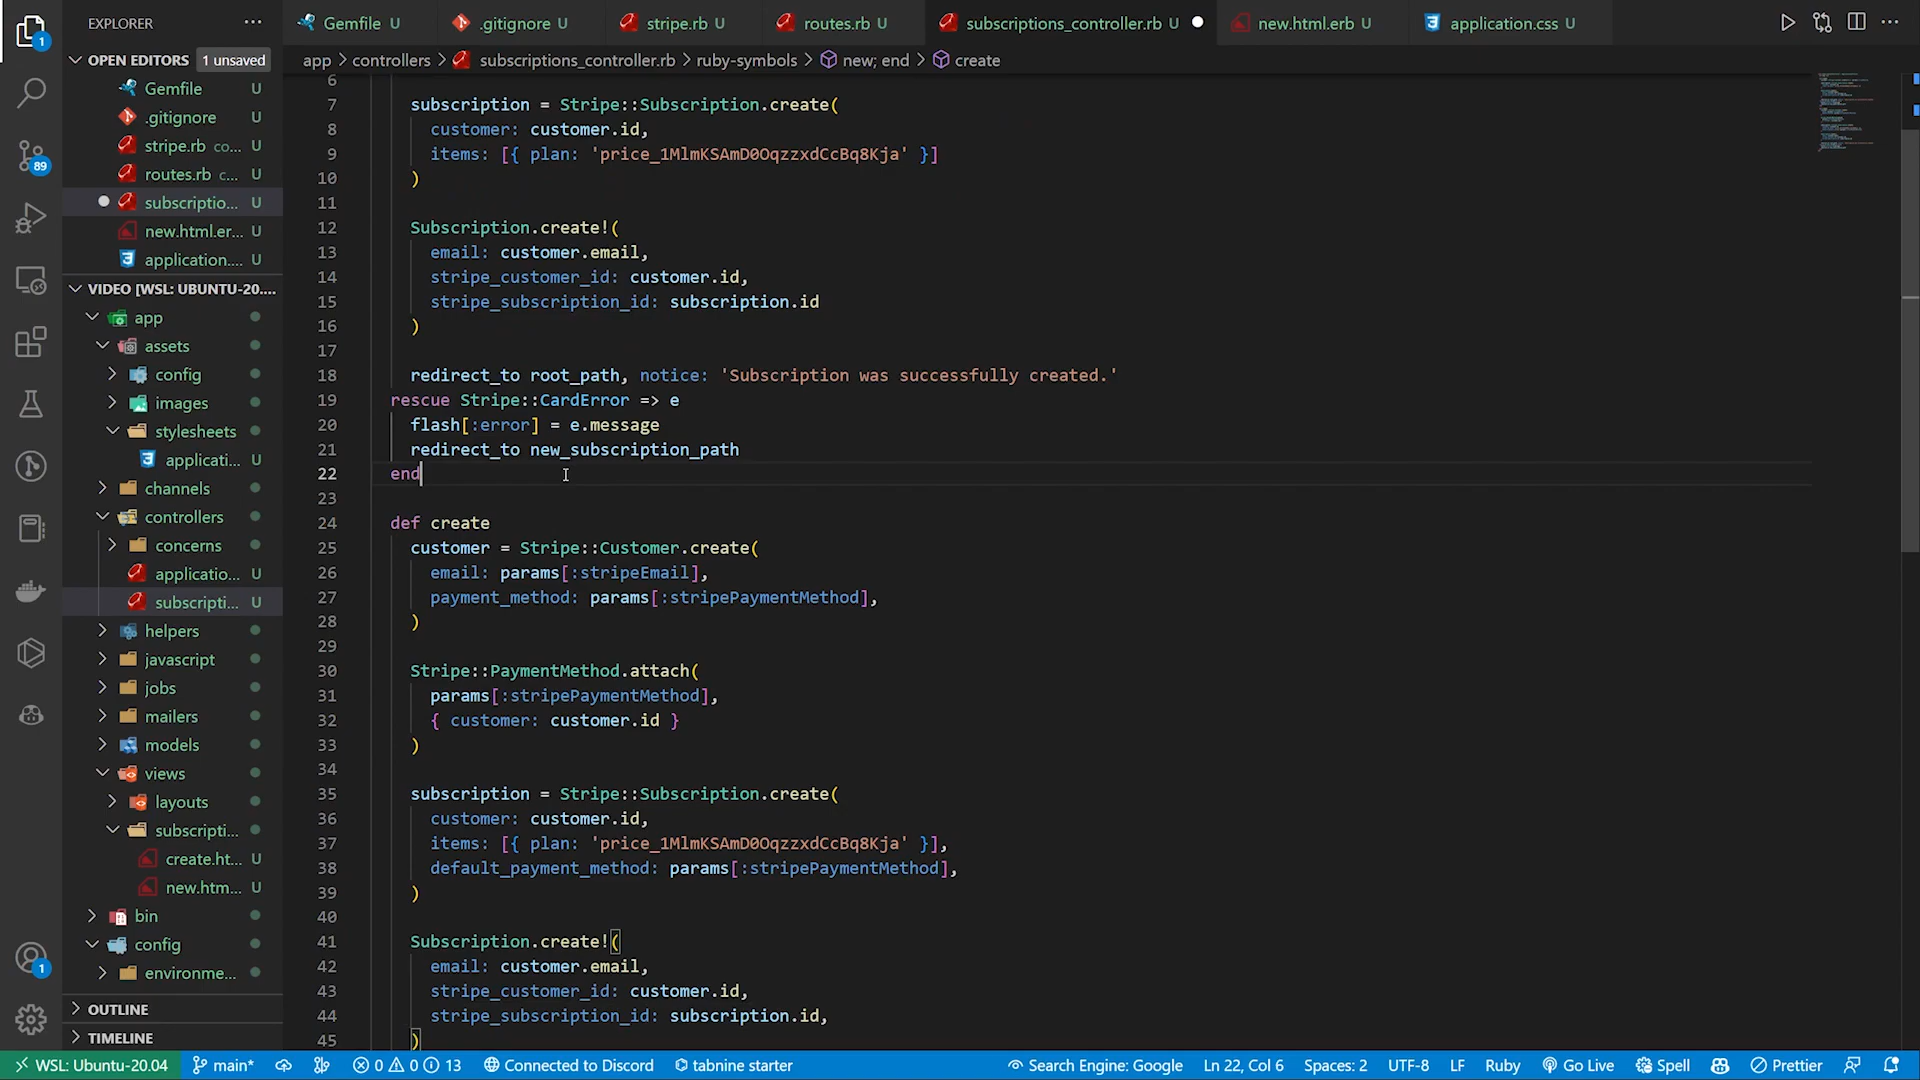 EXPLORER
Gemfile U
.gitignore U
stripe.rb U
routes.rb U
subscriptions_controller.rb U
new.html.erb U
application.css U
OPEN EDITORS 1 unsaved
app > controllers > subscriptions_controller.rb > ruby-symbols > new; end > create
Gemfile U
.gitignore U
stripe.rb co... U
routes.rb c... U
subscriptio... U
new.html.er... U
application.... U
VIDEO [WSL: UBUNTU-20....
app
assets
config
images
stylesheets
applicati... U
channels
controllers
concerns
applicatio... U
subscripti... U
helpers
javascript
jobs
mailers
models
views
layouts
subscripti...
create.ht... U
new.htm... U
bin
config
environme...
OUTLINE
TIMELINE
1
89
1
6
7 subscription = Stripe::Subscription.create(
8 customer: customer.id,
9 items: [{ plan: 'price_1MlmKSAmD0OqzzxdCcBq8Kja' }]
10 )
11
12 Subscription.create!(
13 email: customer.email,
14 stripe_customer_id: customer.id,
15 stripe_subscription_id: subscription.id
16 )
17
18 redirect_to root_path, notice: 'Subscription was successfully created.'
19 rescue Stripe::CardError => e
20 flash[:error] = e.message
21 redirect_to new_subscription_path
22 end
23
24 def create
25 customer = Stripe::Customer.create(
26 email: params[:stripeEmail],
27 payment_method: params[:stripePaymentMethod],
28 )
29
30 Stripe::PaymentMethod.attach(
31 params[:stripePaymentMethod],
32 { customer: customer.id }
33 )
34
35 subscription = Stripe::Subscription.create(
36 customer: customer.id,
37 items: [{ plan: 'price_1MlmKSAmD0OqzzxdCcBq8Kja' }],
38 default_payment_method: params[:stripePaymentMethod],
39 )
40
41 Subscription.create!(
42 email: customer.email,
43 stripe_customer_id: customer.id,
44 stripe_subscription_id: subscription.id,
45 )
WSL: Ubuntu-20.04 main* 0 0 13 Connected to Discord tabnine starter Search Engine: Google Ln 22, Col 6 Spaces: 2 UTF-8 LF Ruby Go Live Spell Prettier